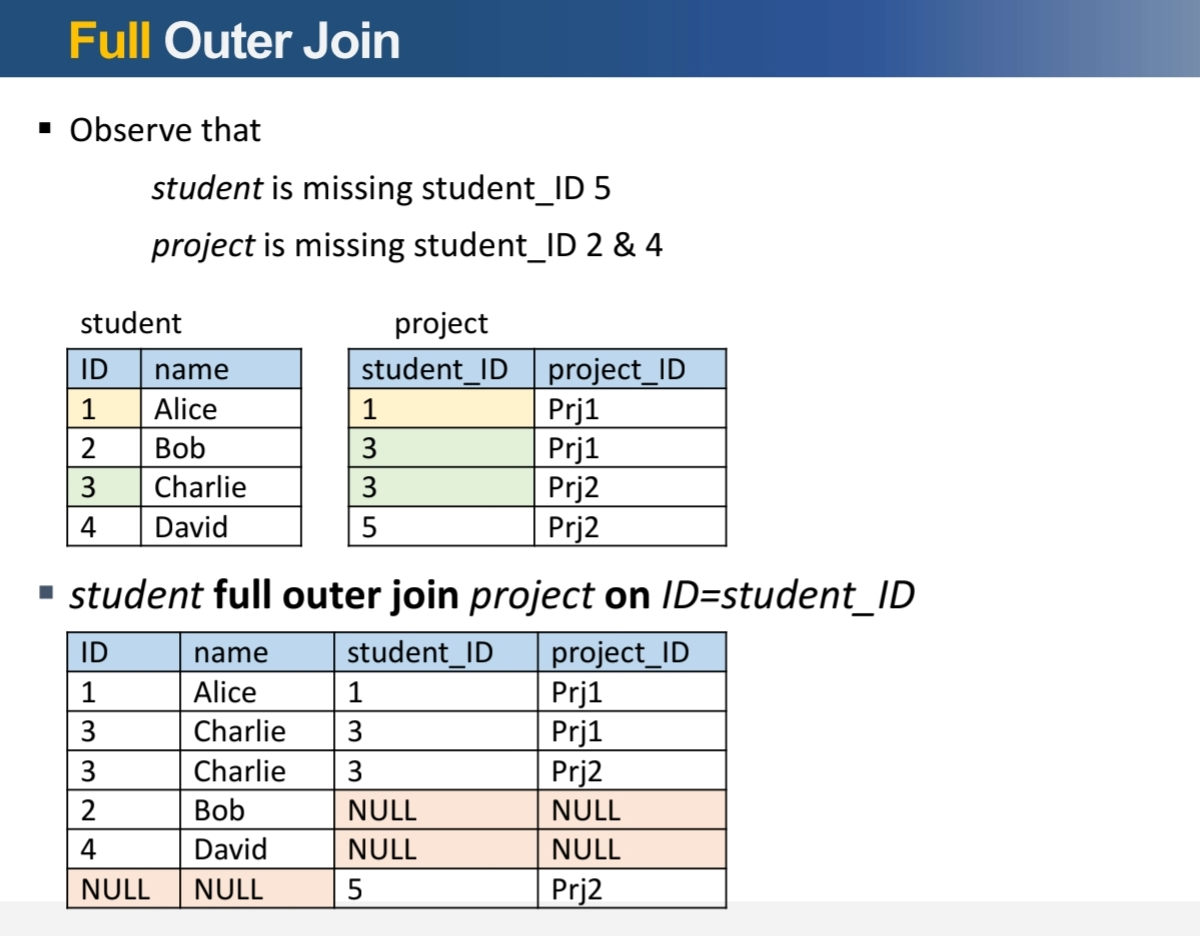 Full Outer Join
▪ Observe that
student is missing student_ID 5
project is missing student_ID 2 & 4
student project
ID name student_ID project_ID
1 Alice 1 Prj1
2 Bob 3 Prj1
3 Charlie 3 Prj2
4 David 5 Prj2
▪ student full outer join project on ID=student_ID
ID name student_ID project_ID
1 Alice 1 Prj1
3 Charlie 3 Prj1
3 Charlie 3 Prj2
2 Bob NULL NULL
4 David NULL NULL
NULL NULL 5 Prj2